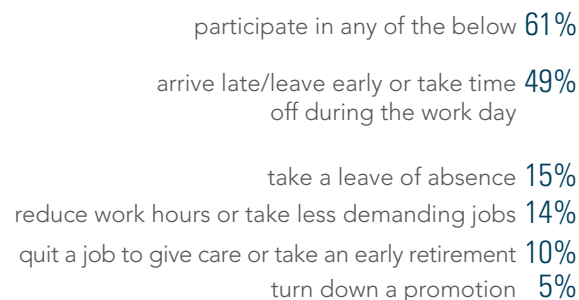 participate in any of the below 61%
arrive late/leave early or take time 49%
off during the work day
take a leave of absence 15%
reduce work hours or take less demanding jobs 14%
quit a job to give care or take an early retirement 10%
turn down a promotion 5%